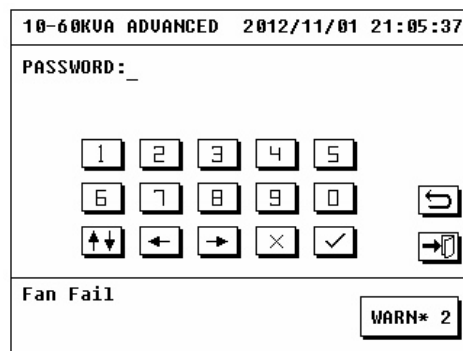 10-60KVA ADVANCED 2012/11/01 21:05:37
PASSWORD:_
1 2 3 4 5
6 7 8 9 0
Fan Fail
WARN* 2